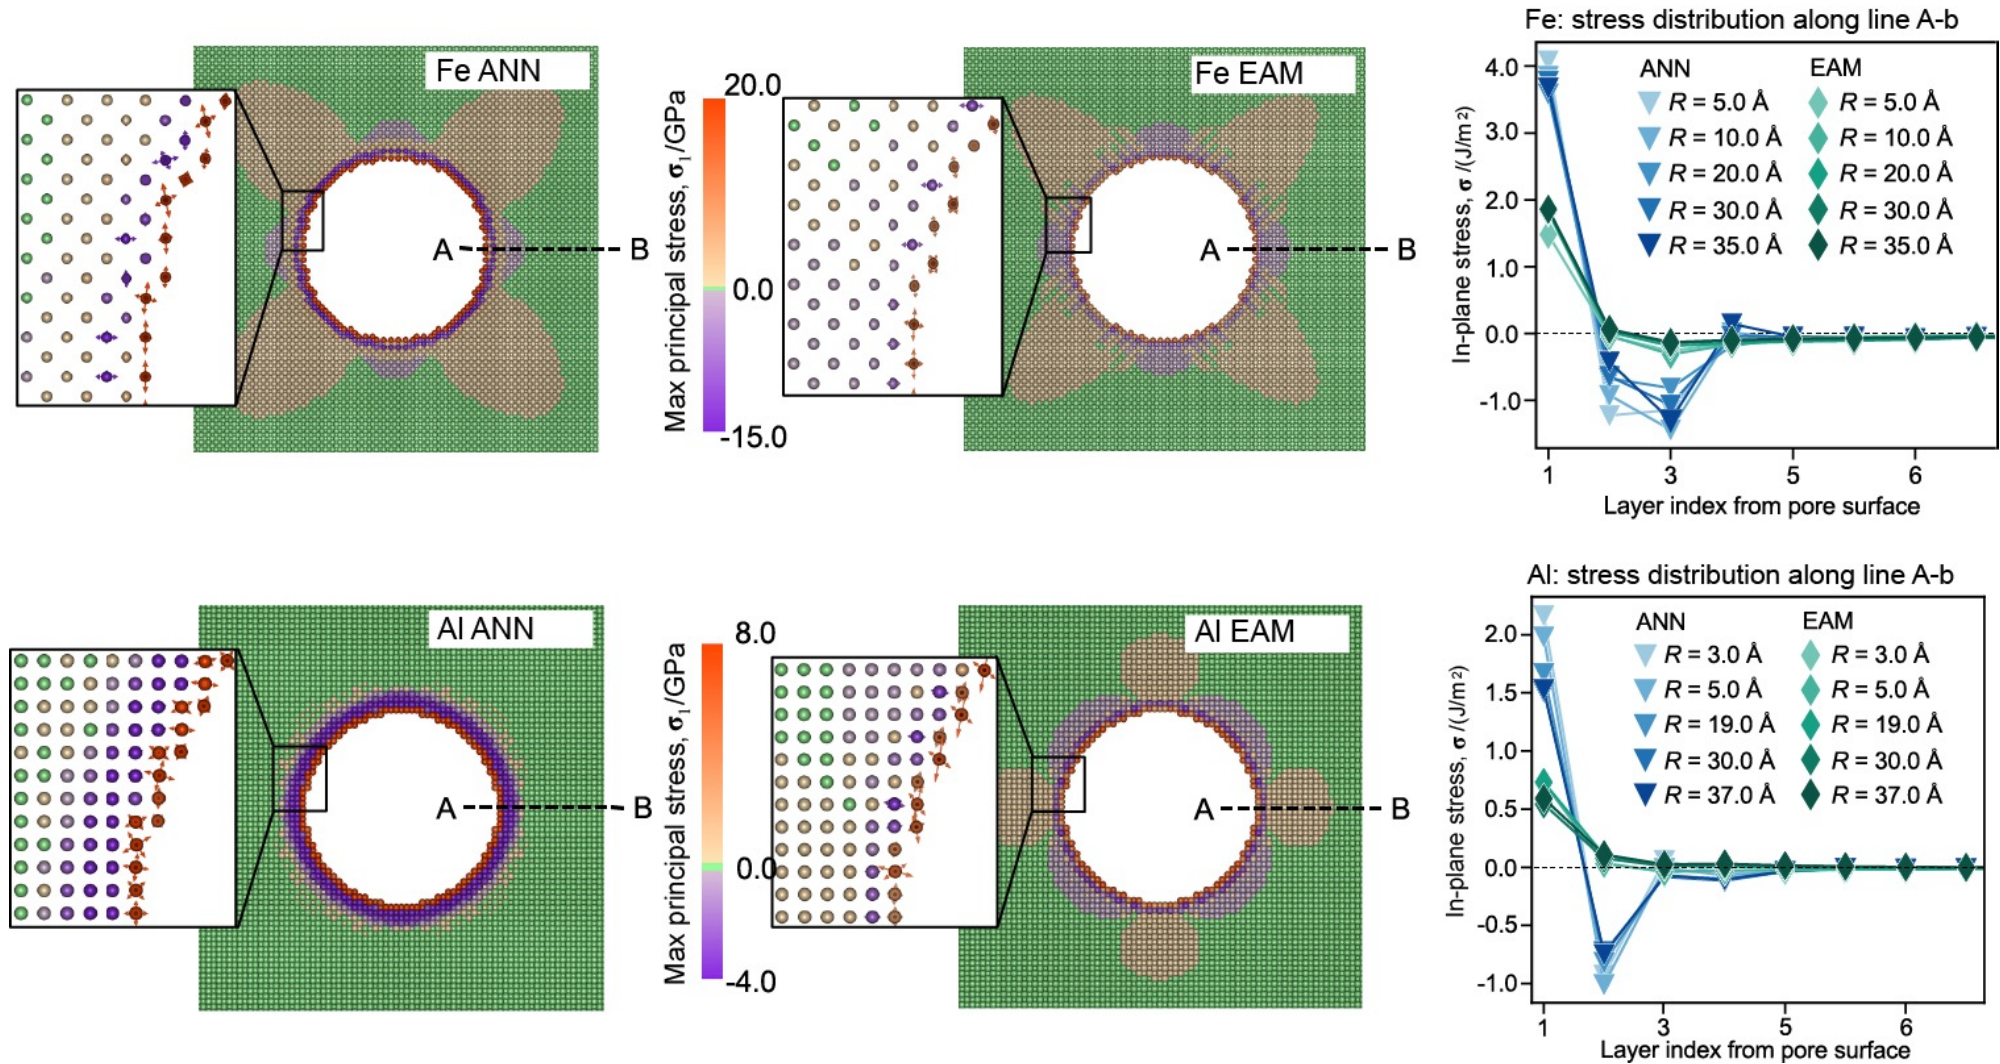 Fe ANN
A
B
Max principal stress, σ₁/GPa
20.0
0.0
-15.0
Fe EAM
A
B
Fe: stress distribution along line A-b
In-plane stress, σ /(J/m²)
4.0
3.0
2.0
1.0
0.0
-1.0
ANN
R = 5.0 Å
R = 10.0 Å
R = 20.0 Å
R = 30.0 Å
R = 35.0 Å
EAM
R = 5.0 Å
R = 10.0 Å
R = 20.0 Å
R = 30.0 Å
R = 35.0 Å
1
3
5
6
Layer index from pore surface
Al ANN
A
B
Max principal stress, σ₁/GPa
8.0
0.0
-4.0
Al EAM
A
B
Al: stress distribution along line A-b
In-plane stress, σ /(J/m²)
2.0
1.5
1.0
0.5
0.0
-0.5
-1.0
ANN
R = 3.0 Å
R = 5.0 Å
R = 19.0 Å
R = 30.0 Å
R = 37.0 Å
EAM
R = 3.0 Å
R = 5.0 Å
R = 19.0 Å
R = 30.0 Å
R = 37.0 Å
1
3
5
6
Layer index from pore surface